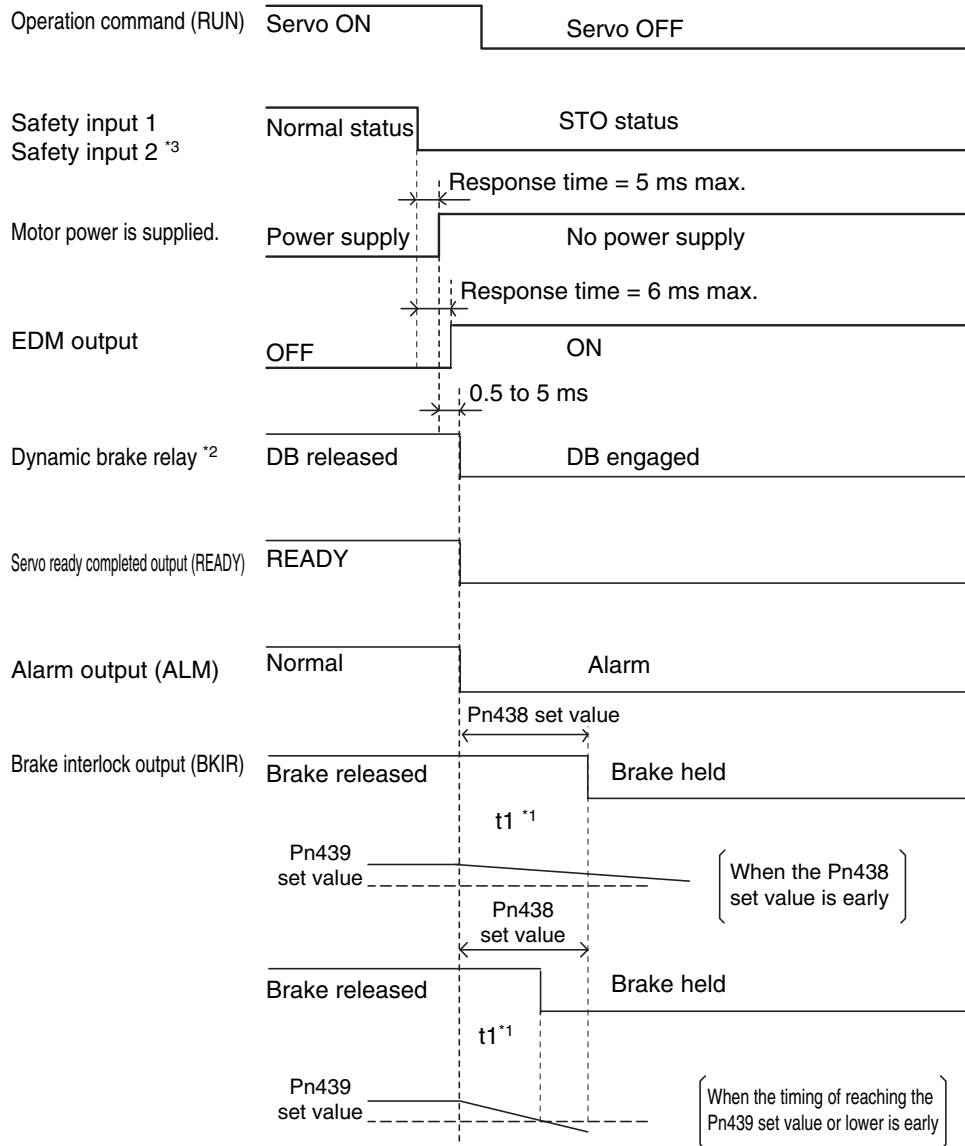 Operation command (RUN) Servo ON Servo OFF
Safety input 1
Safety input 2 *3
Normal status STO status
Response time = 5 ms max.
Motor power is supplied. Power supply No power supply
Response time = 6 ms max.
EDM output OFF ON
0.5 to 5 ms
Dynamic brake relay *2 DB released DB engaged
Servo ready completed output (READY) READY
Alarm output (ALM) Normal Alarm
Pn438 set value
Brake interlock output (BKIR) Brake released Brake held
t1 *1
Pn439
set value
When the Pn438
set value is early
Pn438
set value
Brake released Brake held
t1*1
Pn439
set value
When the timing of reaching the
Pn439 set value or lower is early